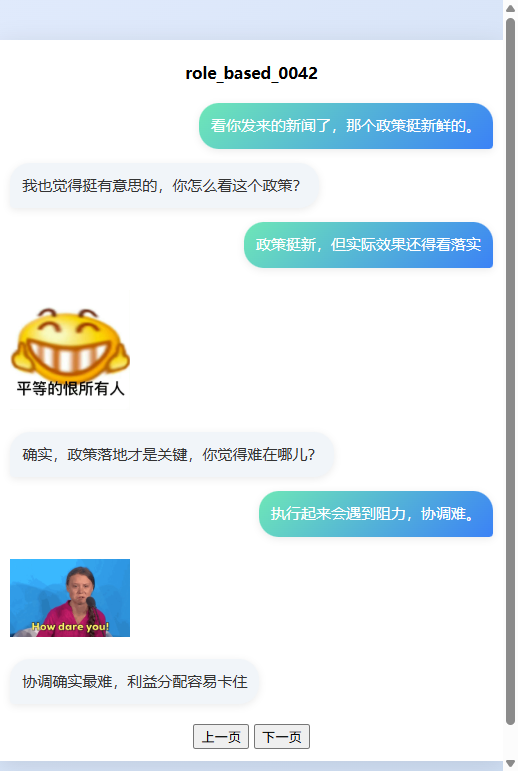 role_based_0042
看你发来的新闻了，那个政策挺新鲜的。
我也觉得挺有意思的，你怎么看这个政策？
政策挺新，但实际效果还得看落实
平等的恨所有人
确实，政策落地才是关键，你觉得难在哪儿？
执行起来会遇到阻力，协调难。
How dare you!
协调确实最难，利益分配容易卡住
上一页 下一页